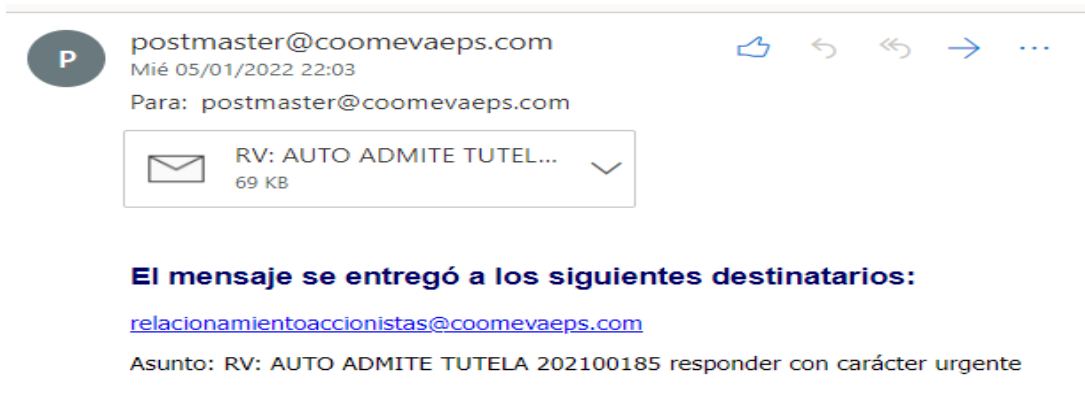 P
postmaster@coomevaeps.com
Mié 05/01/2022 22:03
Para: postmaster@coomevaeps.com
RV: AUTO ADMITE TUTEL...
69 KB
El mensaje se entregó a los siguientes destinatarios:
relacionamientoaccionistas@coomevaeps.com
Asunto: RV: AUTO ADMITE TUTELA 202100185 responder con carácter urgente